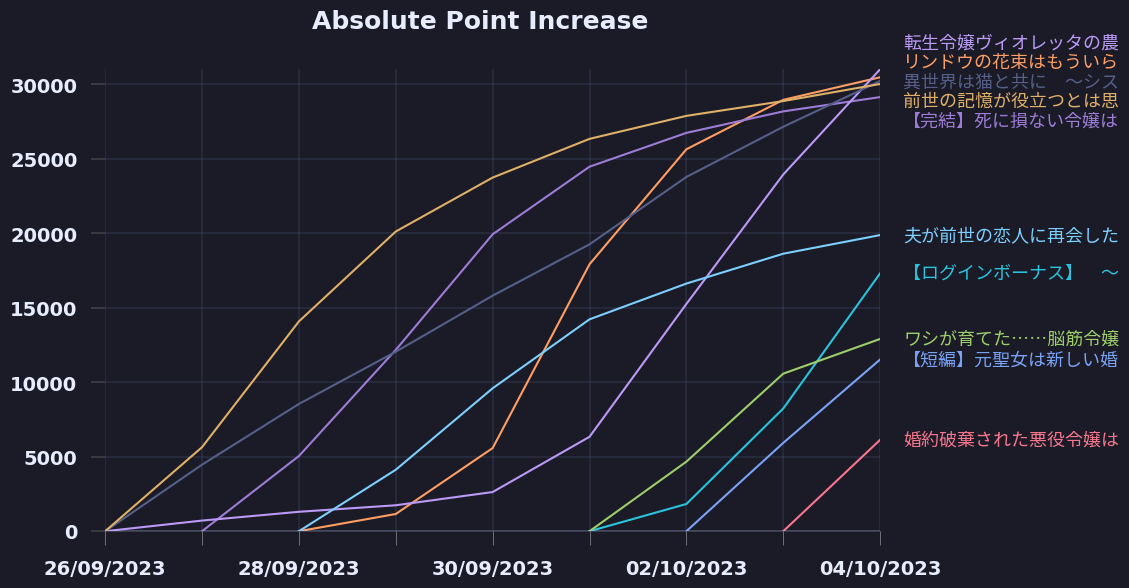 Absolute Point Increase
転生令嬢ヴィオレッタの農
リンドウの花束はもういら
異世界は猫と共に　～シス
前世の記憶が役立つとは思
【完結】死に損ない令嬢は
夫が前世の恋人に再会した
【ログインボーナス】　～
ワシが育てた……脳筋令嬢
【短編】元聖女は新しい婚
婚約破棄された悪役令嬢は
30000
25000
20000
15000
10000
5000
0
26/09/2023 28/09/2023 30/09/2023 02/10/2023 04/10/2023